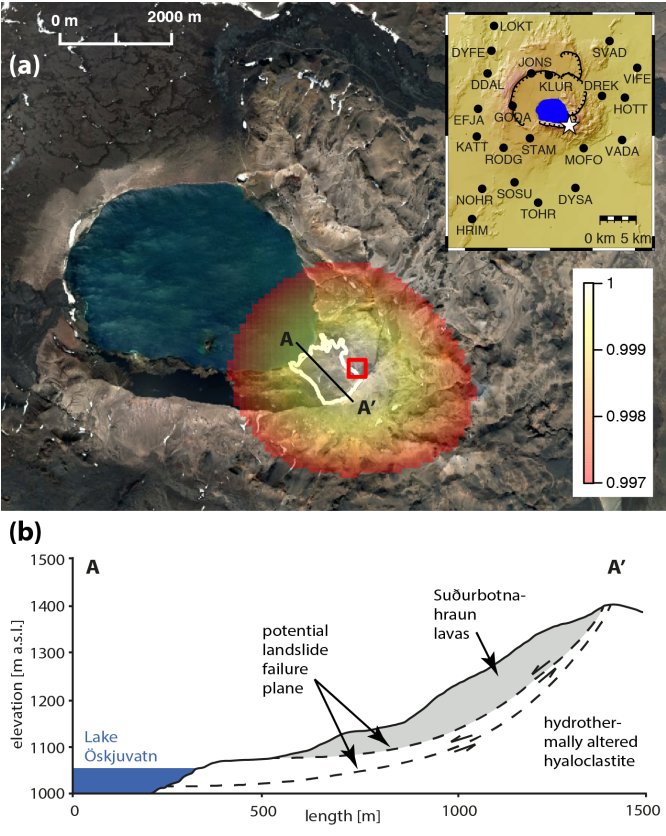 0 m 2000 m
(a)
LOKT
DYFE
SVAD
JONS
VIFE
DDAL
KLUR
DREK
HOTT
EFJA
GODA
KATT
STAM
VADA
RODG
MOFO
NOHR
SOSU
DYSA
TOHR
HRIM
0 km 5 km
1
0.999
0.998
0.997
A
A’
(b)
1500
A
A’
1400
Suðurbotna-
hraun
lavas
potential
landslide
failure
plane
1300
elevation [m a.s.l.]
1200
hydrother-
mally altered
hyaloclastite
Lake
Öskjuvatn
1100
1000
0
500
1000
1500
length [m]